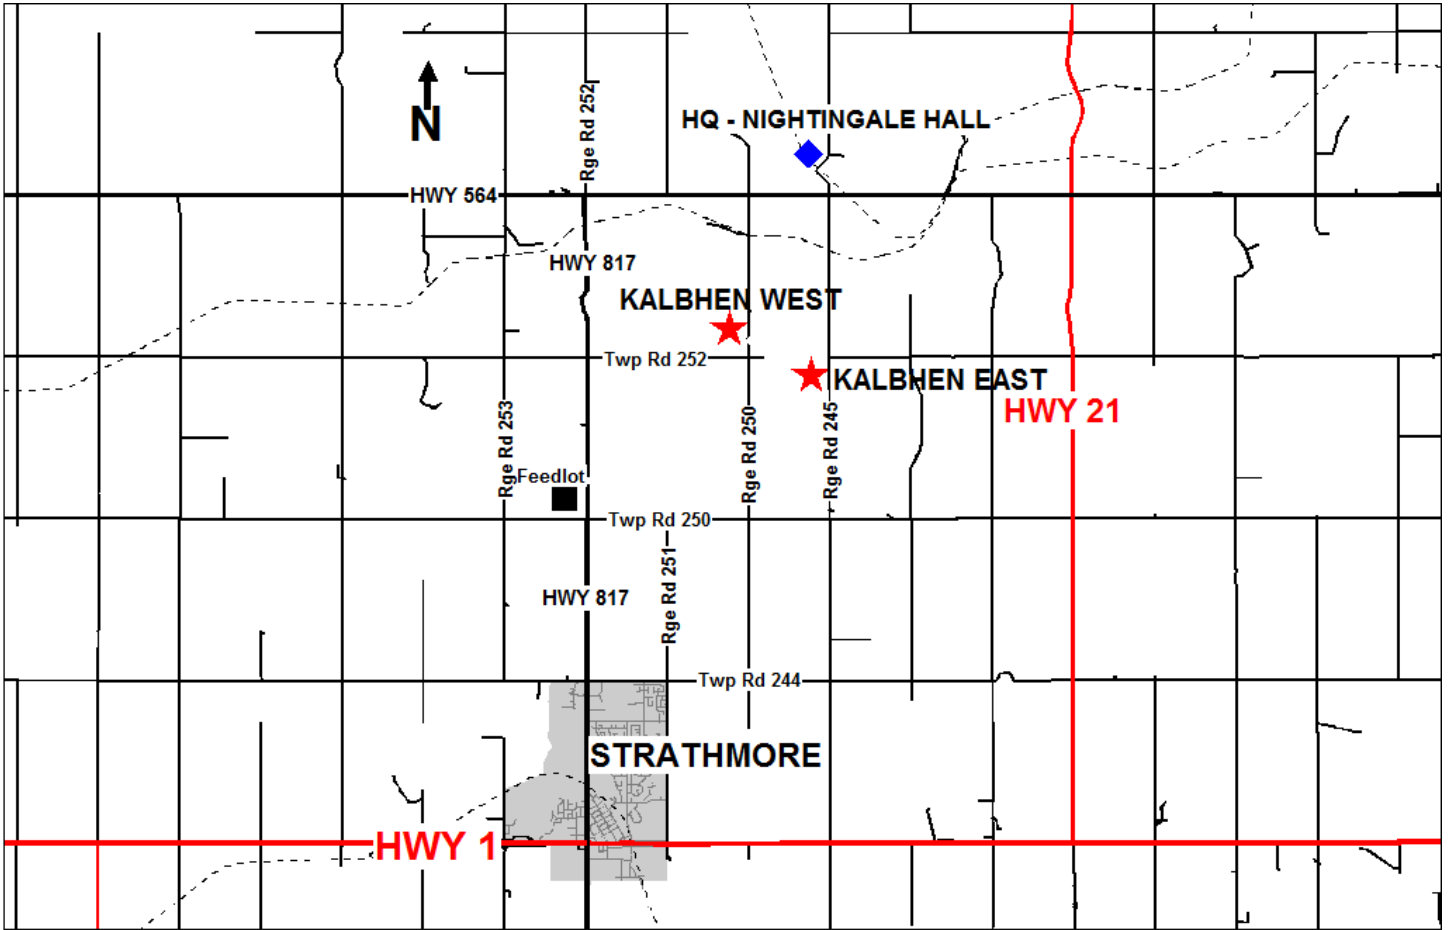 N
Rge Rd 252
HQ - NIGHTINGALE HALL
HWY 564
HWY 817
KALBHEN WEST
Twp Rd 252
KALBHEN EAST
HWY 21
Rge Rd 253
Rge Rd 250
Rge Rd 245
Feedlot
Twp Rd 250
Rge Rd 251
HWY 817
Twp Rd 244
STRATHMORE
HWY 1